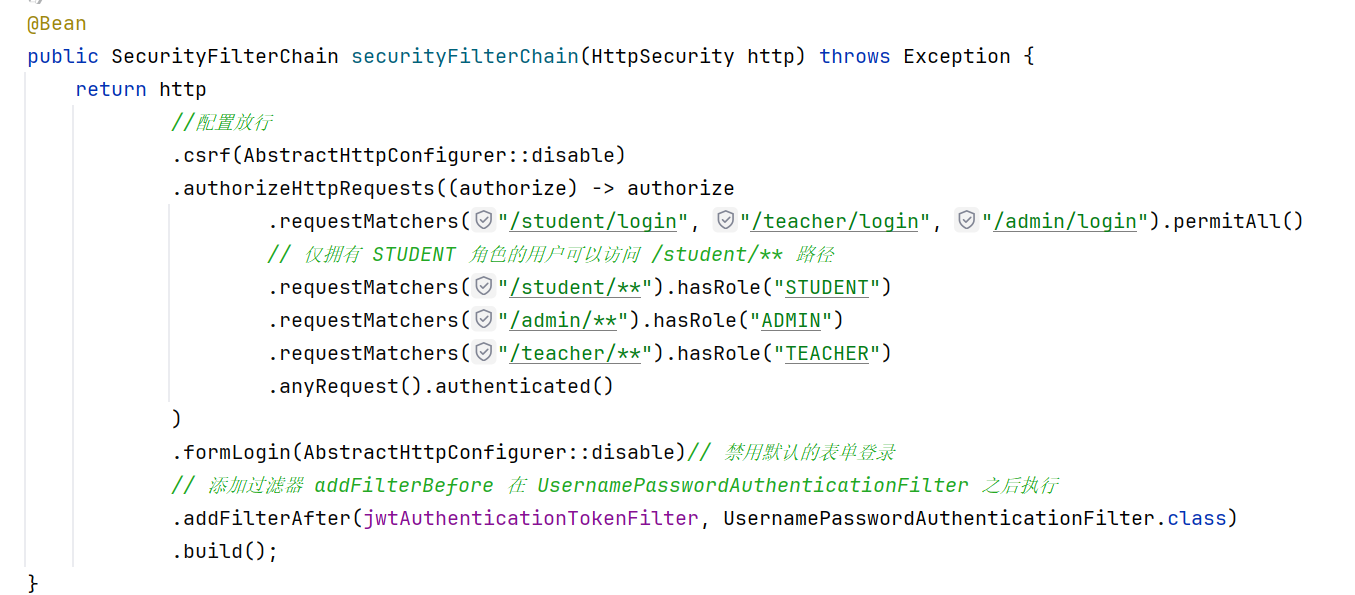 @Bean
public SecurityFilterChain securityFilterChain(HttpSecurity http) throws Exception {
return http
//配置放行
.csrf(AbstractHttpConfigurer::disable)
.authorizeHttpRequests((authorize) -> authorize
.requestMatchers("/student/login", "/teacher/login", "/admin/login").permitAll()
// 仅拥有 STUDENT 角色的用户可以访问 /student/** 路径
.requestMatchers("/student/**").hasRole("STUDENT")
.requestMatchers("/admin/**").hasRole("ADMIN")
.requestMatchers("/teacher/**").hasRole("TEACHER")
.anyRequest().authenticated()
)
.formLogin(AbstractHttpConfigurer::disable)// 禁用默认的表单登录
// 添加过滤器 addFilterBefore 在 UsernamePasswordAuthenticationFilter 之后执行
.addFilterAfter(jwtAuthenticationTokenFilter, UsernamePasswordAuthenticationFilter.class)
.build();
}